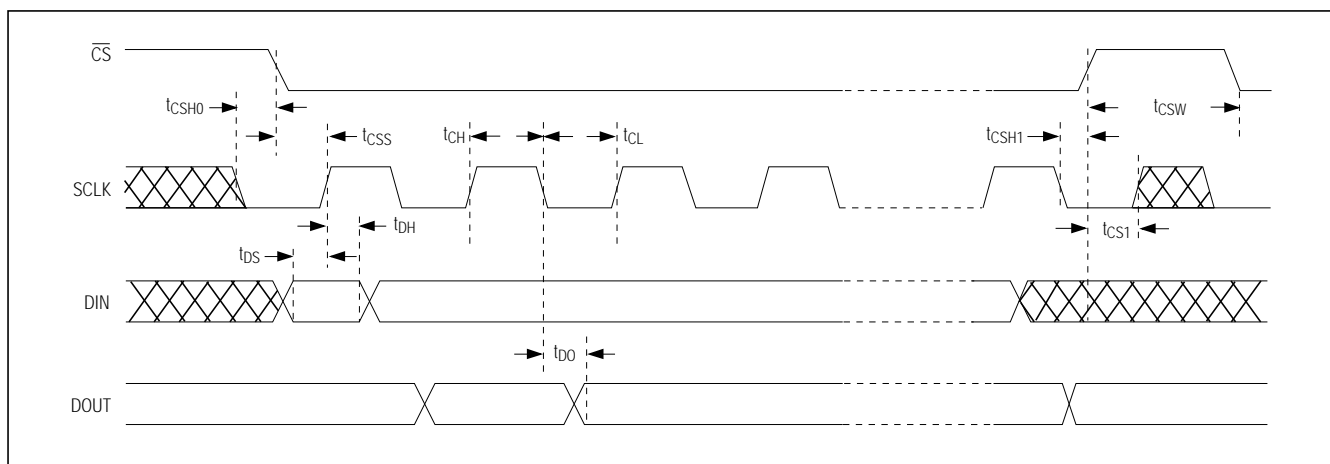 CS
tCSH0
tCSS
tCH
tCL
tCSH1
tCSW
SCLK
tDH
tCS1
tDS
DIN
tDO
DOUT